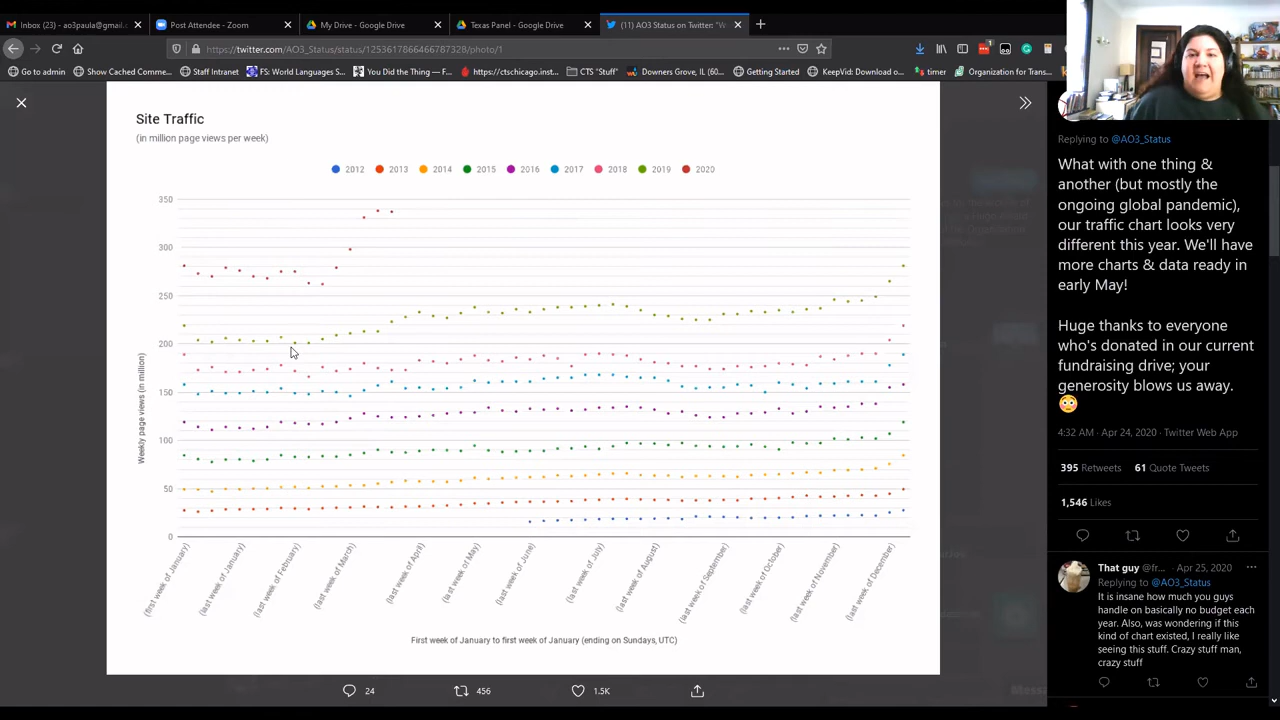 Inbox (23) - ao3paula@gmail.c
Post Attendee - Zoom
My Drive - Google Drive
Texas Panel - Google Drive
(11) AO3 Status on Twitter: "W
https://twitter.com/AO3_Status/status/1253617866466787328/photo/1
Go to admin
Show Cached Comme...
Staff Intranet
FS: World Languages S...
You Did the Thing — F...
https://ctschicago.inst...
CTS "Stuff"
Downers Grove, IL (60...
Getting Started
KeepVid: Download o...
timer
Organization for Trans...
Site Traffic
(in million page views per week)
2012 2013 2014 2015 2016 2017 2018 2019 2020
350
300
250
200
150
100
50
0
Weekly page views (in million)
(first week of January)
(last week of January)
(last week of February)
(last week of March)
(last week of April)
(last week of May)
(last week of June)
(last week of July)
(last week of August)
(last week of September)
(last week of October)
(last week of November)
(last week of December)
First week of January to first week of January (ending on Sundays, UTC)
24
456
1.5K
Replying to @AO3_Status
What with one thing &
another (but mostly the
ongoing global pandemic),
our traffic chart looks very
different this year. We'll have
more charts & data ready in
early May!
Huge thanks to everyone
who's donated in our current
fundraising drive; your
generosity blows us away.
4:32 AM · Apr 24, 2020 · Twitter Web App
395 Retweets 61 Quote Tweets
1,546 Likes
That guy @fr... · Apr 25, 2020
Replying to @AO3_Status
It is insane how much you guys
handle on basically no budget each
year. Also, was wondering if this
kind of chart existed, I really like
seeing this stuff. Crazy stuff man,
crazy stuff